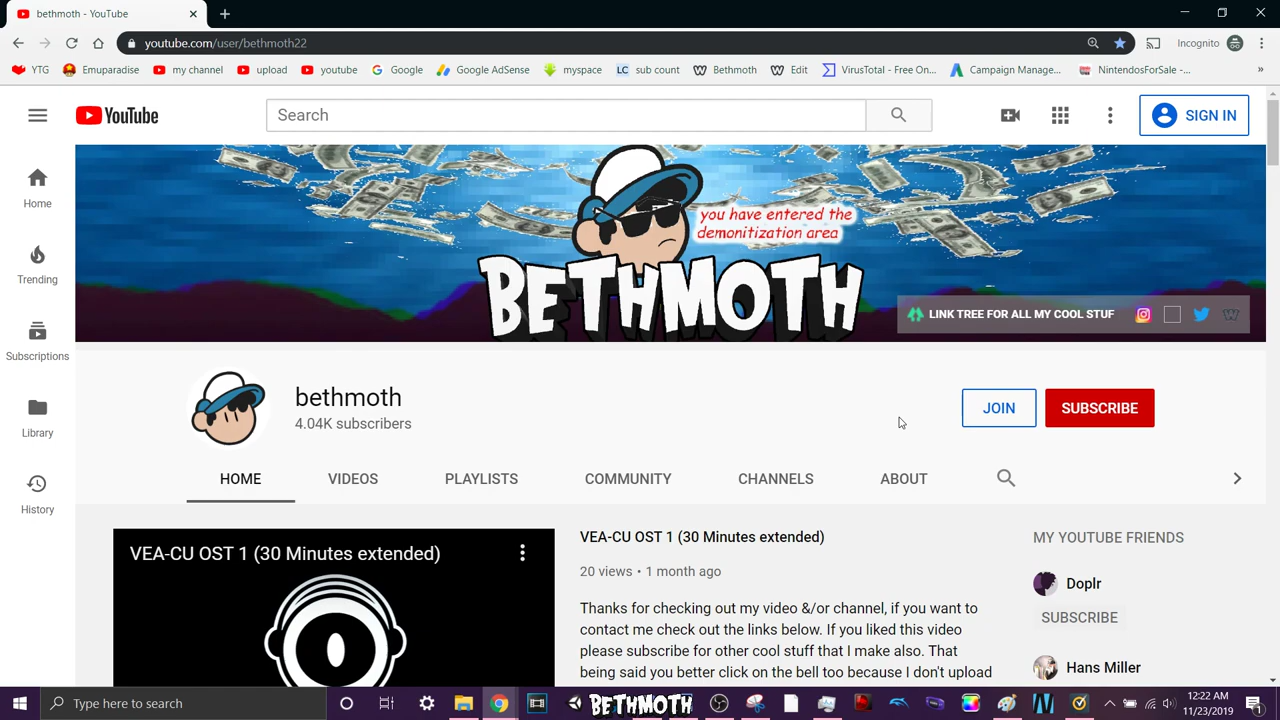 bethmoth - YouTube
youtube.com/user/bethmoth22
Incognito
YTG
Emuparadise
my channel
upload
youtube
Google
Google AdSense
myspace
LC sub count
Bethmoth
Edit
VirusTotal - Free On...
Campaign Manage...
NintendosForSale -...
YouTube
Search
SIGN IN
Home
Trending
Subscriptions
Library
History
you have entered the
demonitization area
BETHMOTH
LINK TREE FOR ALL MY COOL STUF
bethmoth
4.04K subscribers
JOIN
SUBSCRIBE
HOME
VIDEOS
PLAYLISTS
COMMUNITY
CHANNELS
ABOUT
VEA-CU OST 1 (30 Minutes extended)
VEA-CU OST 1 (30 Minutes extended)
20 views • 1 month ago
Thanks for checking out my video &/or channel, if you want to
contact me check out the links below. If you liked this video
please subscribe for other cool stuff that I make also. That
being said you better click on the bell too because I don't upload
MY YOUTUBE FRIENDS
Doplr
SUBSCRIBE
Hans Miller
Type here to search
BETHMOTH
12:22 AM
11/23/2019